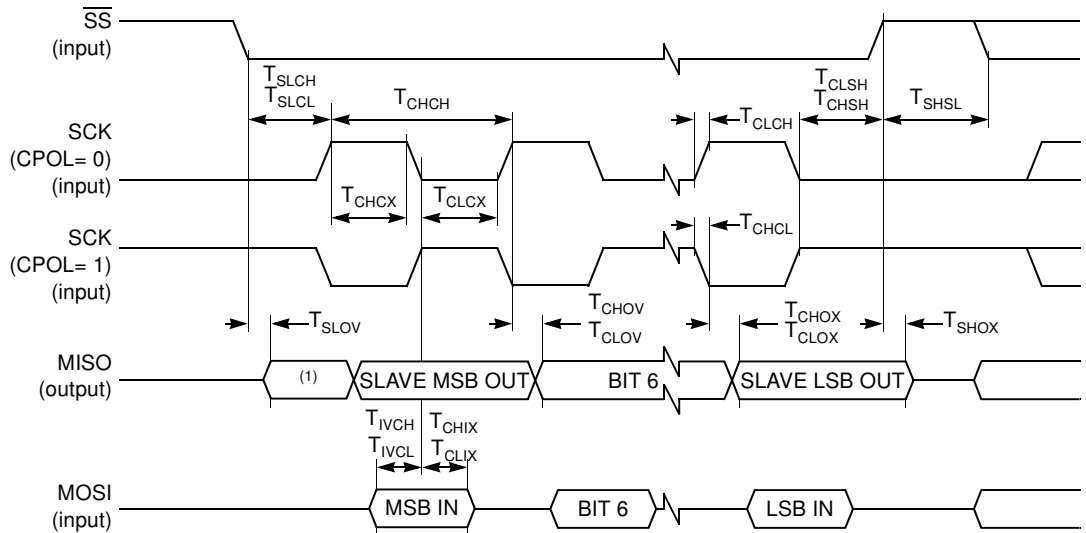 SS
(input)
T_SLCH
T_SLCL
T_CHCH
T_CLCH
T_CLSH
T_CHSH
T_SHSL
SCK
(CPOL= 0)
(input)
T_CHCX
T_CLCX
SCK
(CPOL= 1)
(input)
T_CHCL
T_SLOV
T_CHOV
T_CLOV
T_CHOX
T_CLOX
T_SHOX
MISO
(output)
(1)
SLAVE MSB OUT
BIT 6
SLAVE LSB OUT
T_IVCH
T_IVCL
T_CHIX
T_CLIX
MOSI
(input)
MSB IN
BIT 6
LSB IN